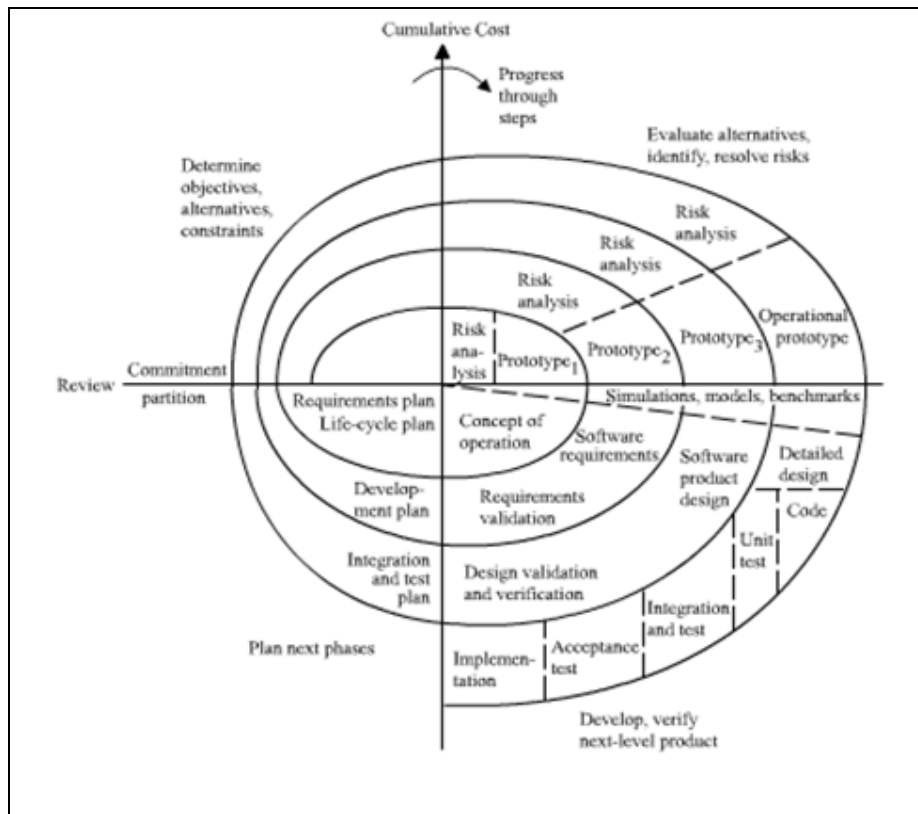 Cumulative Cost
Progress
through
steps
Evaluate alternatives,
identify, resolve risks
Determine
objectives,
alternatives,
constraints
Risk
analysis
Risk
analysis
Risk
analysis
Risk
ana-
lysis
Prototype1
Prototype2
Prototype3
Operational
prototype
Review
Commitment
partition
Simulations, models, benchmarks
Requirements plan
Life-cycle plan
Concept of
operation
Software
requirements
Software
product
design
Detailed
design
Code
Develop-
ment plan
Requirements
validation
Unit
test
Integration
and test
plan
Design validation
and verification
Integration
and test
Acceptance
test
Implemen-
tation
Plan next phases
Develop, verify
next-level product